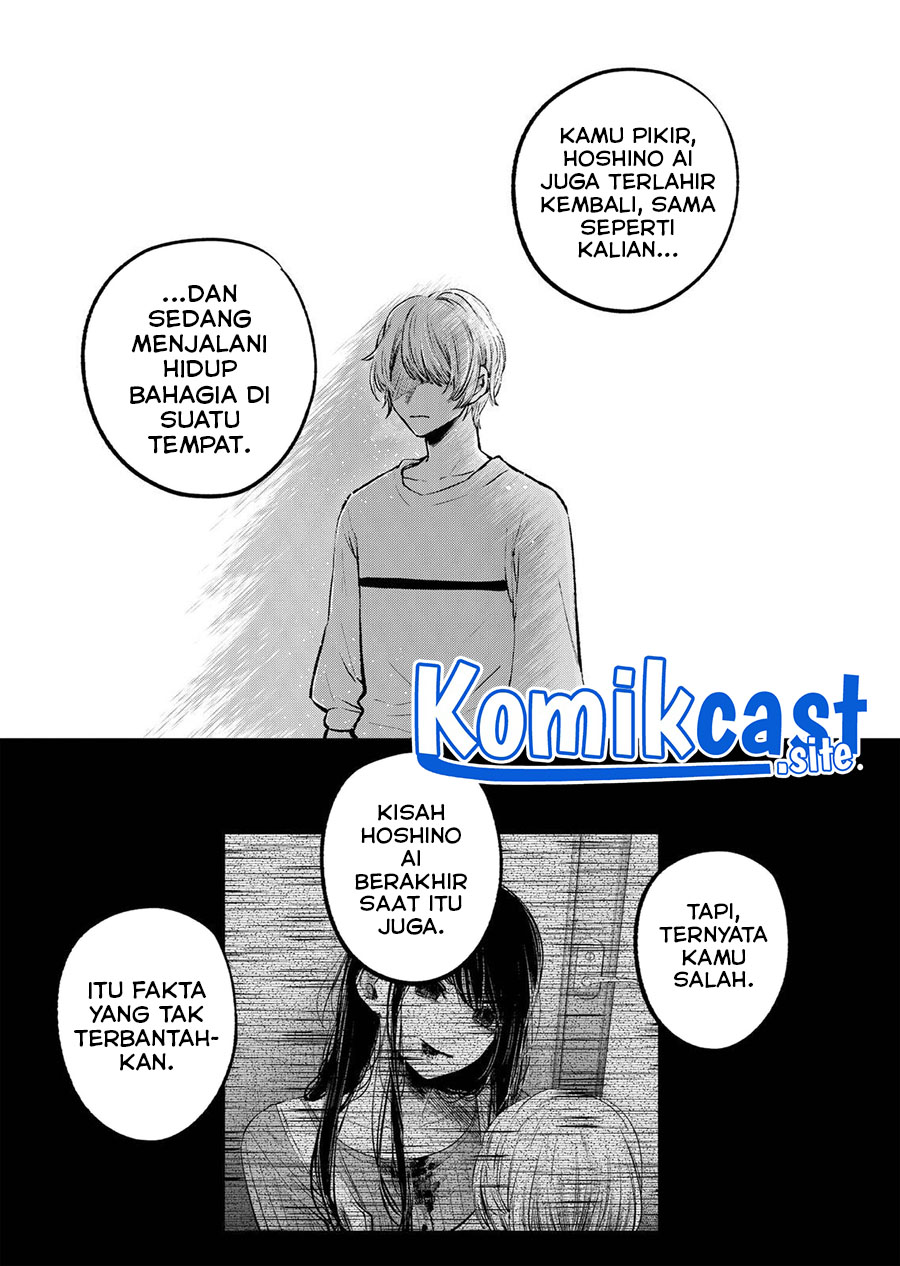 KAMU PIKIR,
HOSHINO AI
JUGA TERLAHIR
KEMBALI, SAMA
SEPERTI
KALIAN...
...DAN
SEDANG
MENJALANI
HIDUP
BAHAGIA DI
SUATU
TEMPAT.
Komikcast
.site.
TAPI,
TERNYATA
KAMU
SALAH.
KISAH
HOSHINO
AI
BERAKHIR
SAAT ITU
JUGA.
ITU FAKTA
YANG TAK
TERBANTAH-
KAN.